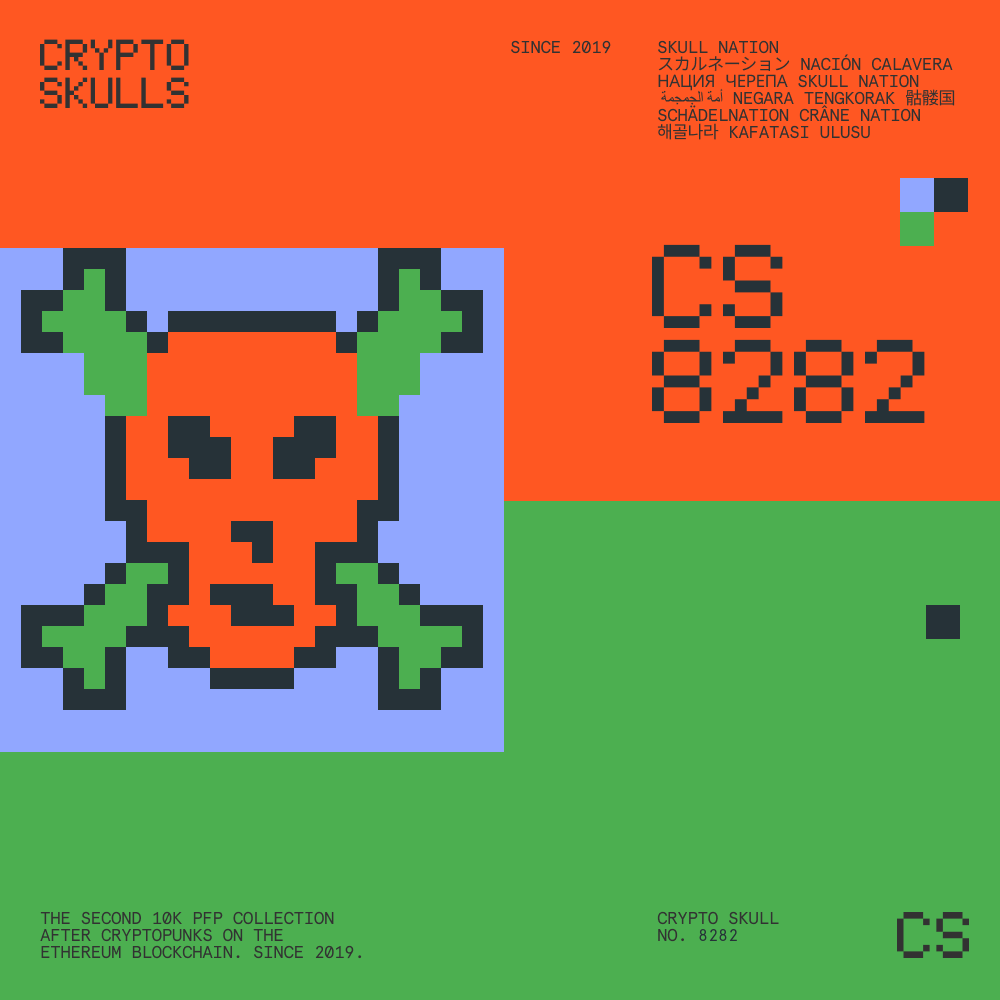 CRYPTO
SKULLS
SINCE 2019
SKULL NATION
スカルネーション NACIÓN CALAVERA
НАЦИЯ ЧЕРЕПА SKULL NATION
أمة الجمجمة NEGARA TENGKORAK 骷髅国
SCHÄDELNATION CRÂNE NATION
해골나라 KAFATASI ULUSU
CS
8282
THE SECOND 10K PFP COLLECTION
AFTER CRYPTOPUNKS ON THE
ETHEREUM BLOCKCHAIN. SINCE 2019.
CRYPTO SKULL
NO. 8282
CS